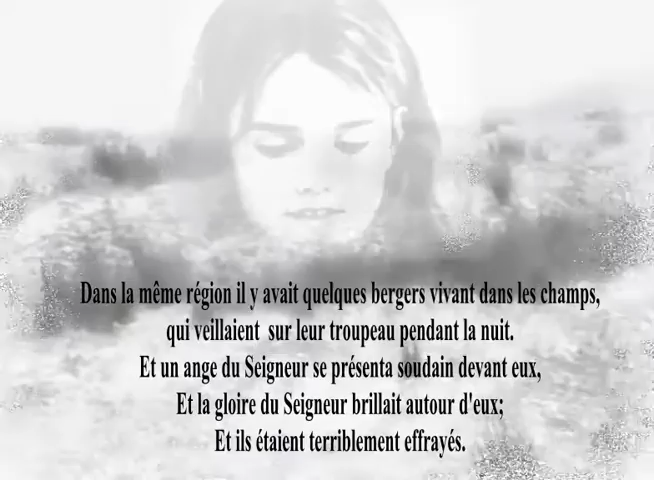 Dans la même région il y avait quelques bergers vivant dans les champs,
qui veillaient sur leur troupeau pendant la nuit.
Et un ange du Seigneur se présenta soudain devant eux,
Et la gloire du Seigneur brillait autour d'eux;
Et ils étaient terriblement effrayés.